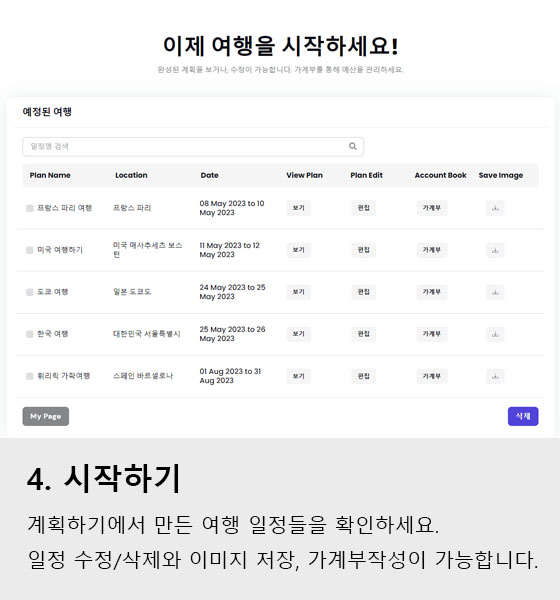 이제 여행을 시작하세요!
완성된 계획을 보거나, 수정이 가능합니다. 가계부를 통해 예산을 관리하세요.
예정된 여행
일정명 검색
Plan Name Location Date View Plan Plan Edit Account Book Save Image
프랑스 파리 여행 프랑스 파리 08 May 2023 to 10 May 2023 보기 편집 가계부
미국 여행하기 미국 매사추세츠 보스턴 11 May 2023 to 12 May 2023 보기 편집 가계부
도쿄 여행 일본 도쿄도 24 May 2023 to 25 May 2023 보기 편집 가계부
한국 여행 대한민국 서울특별시 25 May 2023 to 26 May 2023 보기 편집 가계부
휘리릭 가족여행 스페인 바르셀로나 01 Aug 2023 to 31 Aug 2023 보기 편집 가계부
My Page 삭제
4. 시작하기
계획하기에서 만든 여행 일정들을 확인하세요.
일정 수정/삭제와 이미지 저장, 가계부작성이 가능합니다.